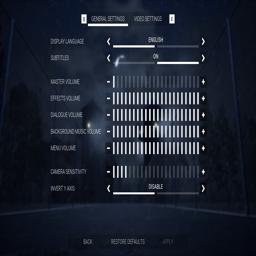 GENERAL SETTINGS VIDEO SETTINGS
DISPLAY LANGUAGE ENGLISH
SUBTITLES ON
MASTER VOLUME - +
EFFECTS VOLUME - +
DIALOGUE VOLUME - +
BACKGROUND MUSIC VOLUME - +
MENU VOLUME - +
CAMERA SENSITIVITY - +
INVERT Y AXIS DISABLE
BACK RESTORE DEFAULTS APPLY